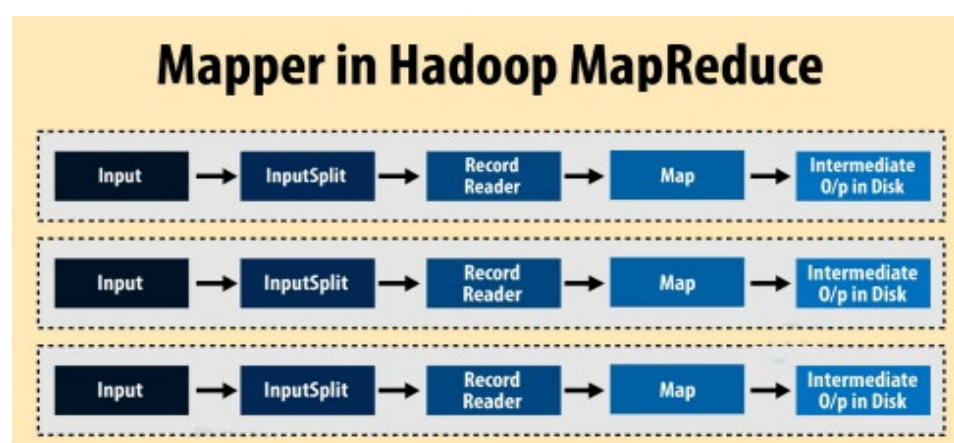 Mapper in Hadoop MapReduce
Input
InputSplit
Record
Reader
Map
Intermediate
O/p in Disk
Input
InputSplit
Record
Reader
Map
Intermediate
O/p in Disk
Input
InputSplit
Record
Reader
Map
Intermediate
O/p in Disk